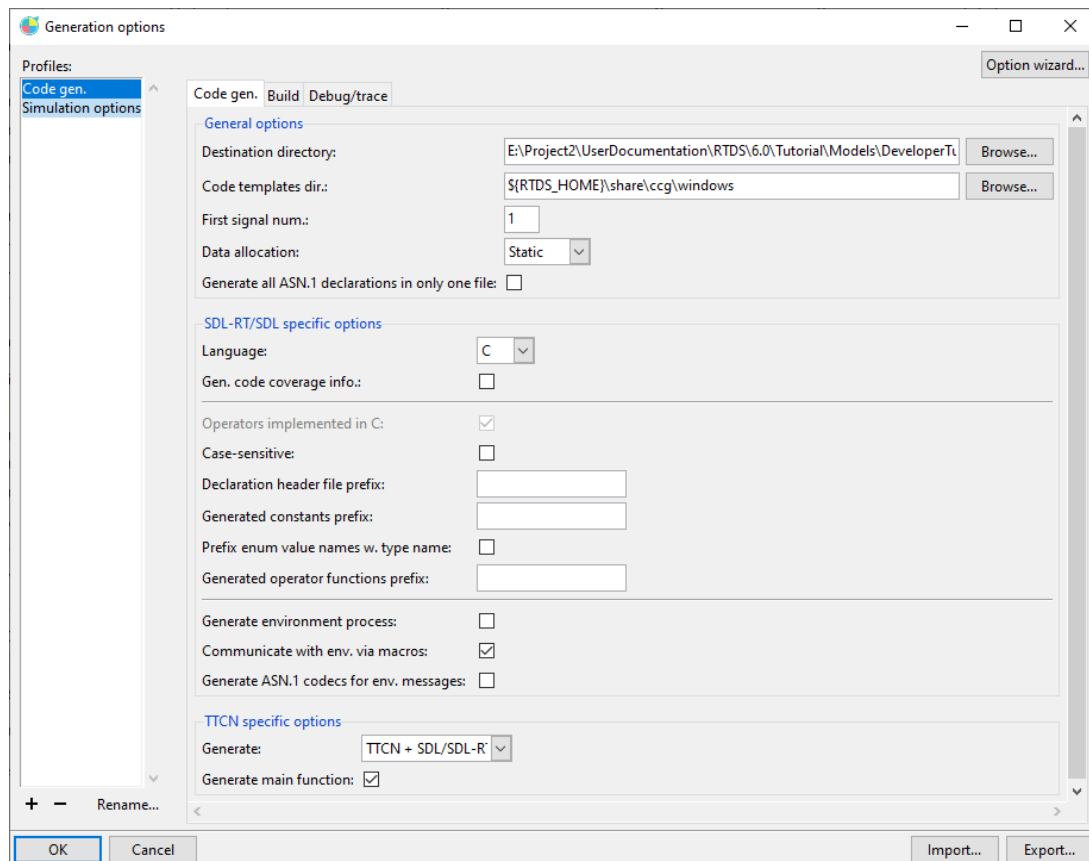 Generation options
Profiles:
Option wizard...
Code gen.
Simulation options
Code gen. Build Debug/trace
General options
Destination directory: E:\Project2\UserDocumentation\RTDS\6.0\Tutorial\Models\DeveloperTu Browse...
Code templates dir.: ${RTDS_HOME}\share\ccg\windows Browse...
First signal num.: 1
Data allocation: Static
Generate all ASN.1 declarations in only one file:
SDL-RT/SDL specific options
Language: C
Gen. code coverage info.:
Operators implemented in C:
Case-sensitive:
Declaration header file prefix:
Generated constants prefix:
Prefix enum value names w. type name:
Generated operator functions prefix:
Generate environment process:
Communicate with env. via macros:
Generate ASN.1 codecs for env. messages:
TTCN specific options
Generate: TTCN + SDL/SDL-RT
Generate main function:
+ − Rename...
OK Cancel Import... Export...